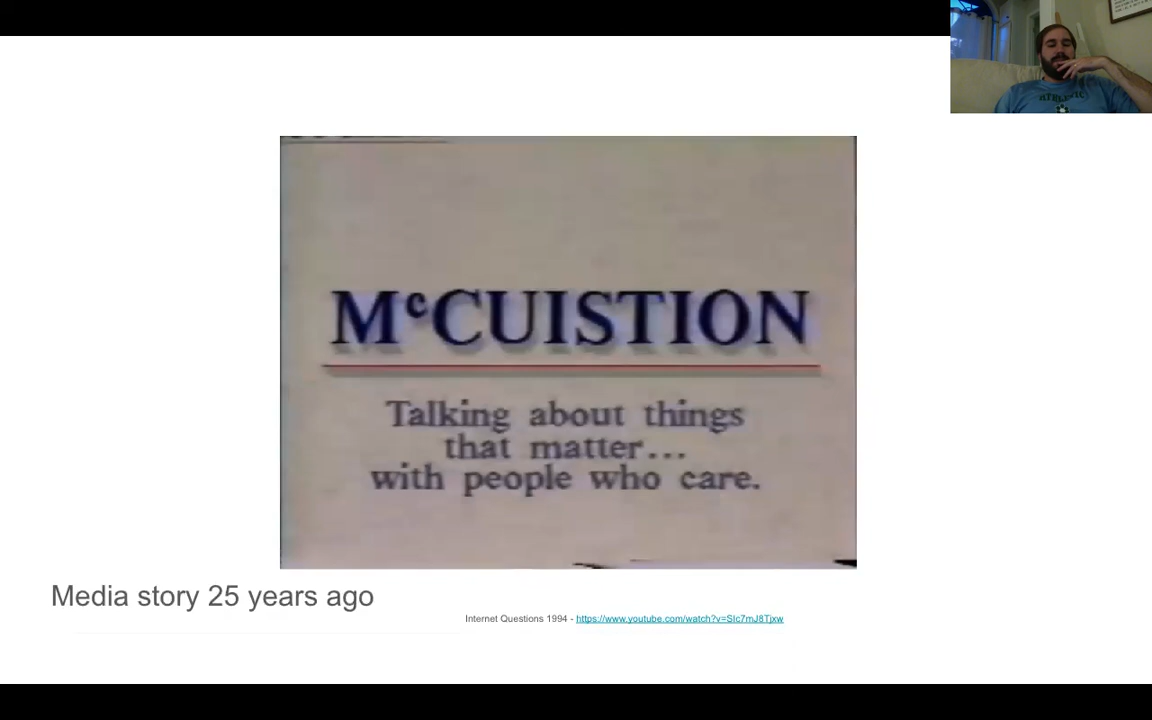 McCUISTION
Talking about things
that matter...
with people who care.
Media story 25 years ago
Internet Questions 1994 - https://www.youtube.com/watch?v=SIc7mJ8Tjxw